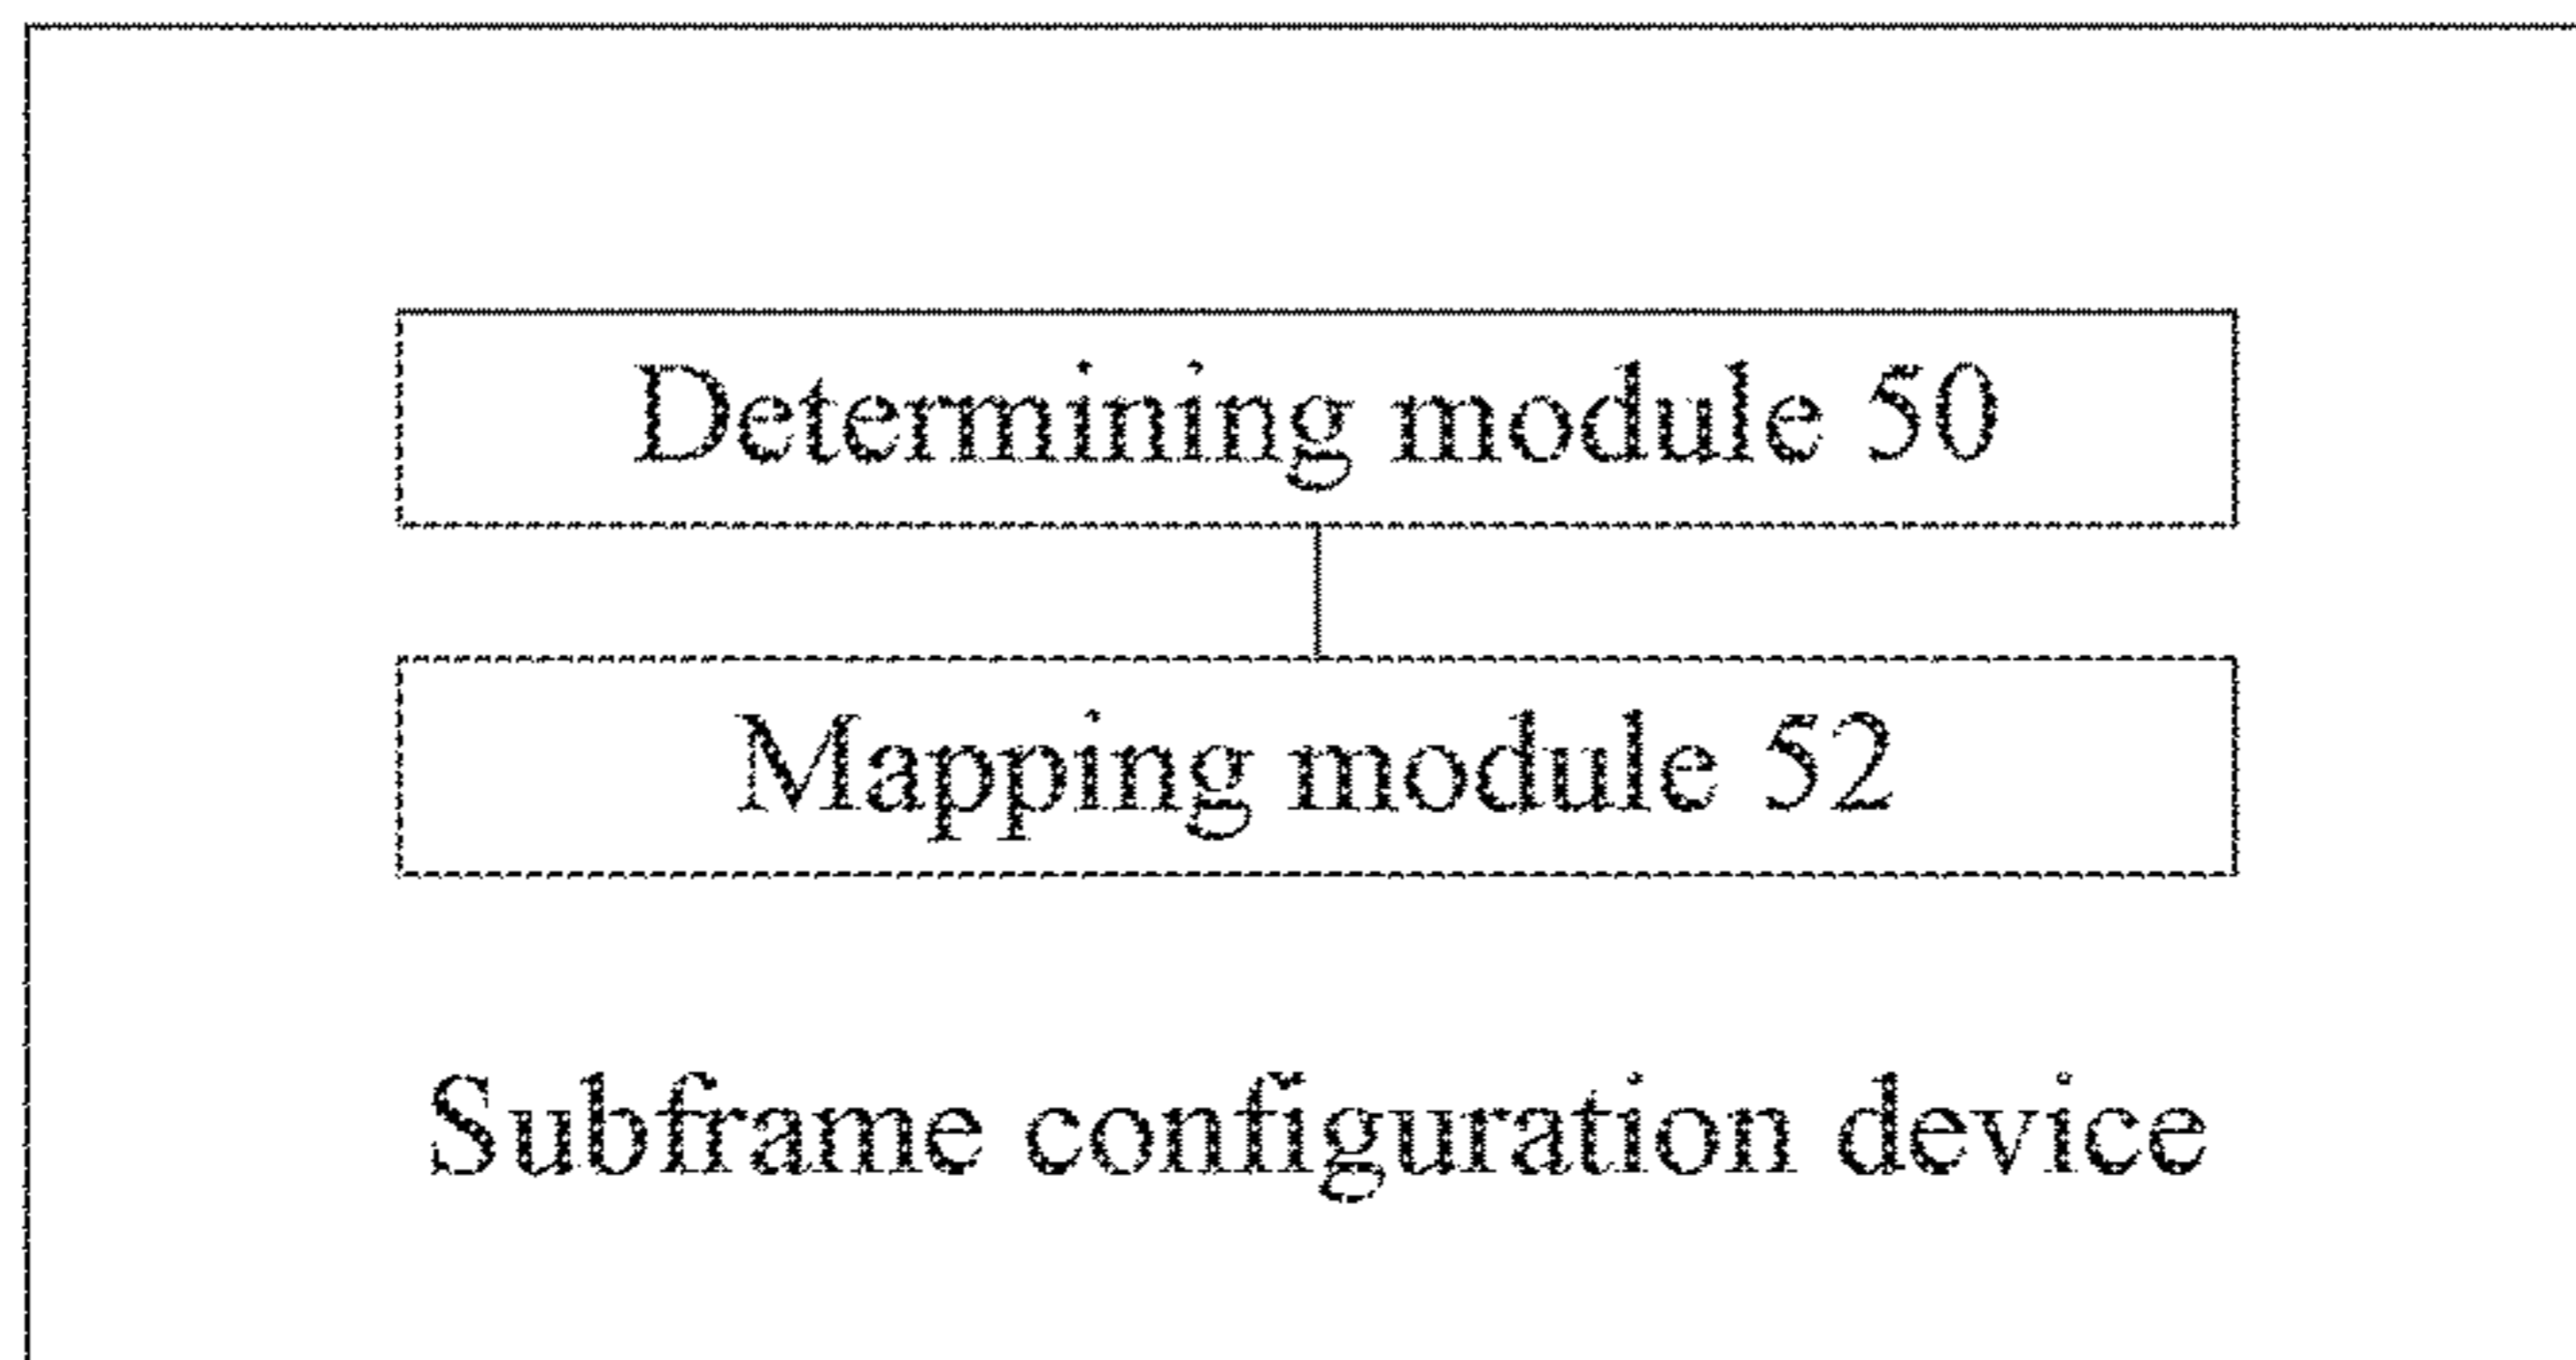 Determining module 50
Mapping module 52
Subframe configuration device